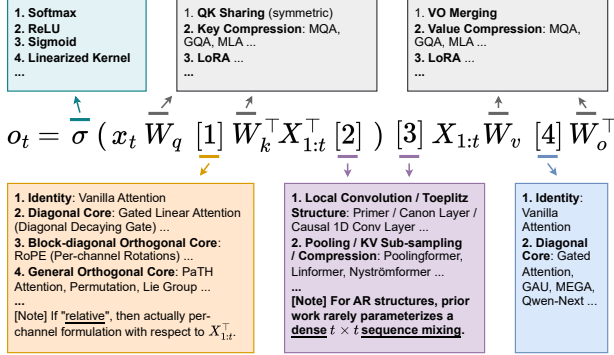 1. Softmax
2. ReLU
3. Sigmoid
4. Linearized Kernel
...
1. QK Sharing (symmetric)
2. Key Compression: MQA,
GQA, MLA ...
3. LoRA ...
...
1. VO Merging
2. Value Compression: MQA,
GQA, MLA ...
3. LoRA ...
...
o_t = σ ( x_t W_q [1] W_k^⊤ X_{1:t}^⊤ [2] ) [3] X_{1:t} W_v [4] W_o^⊤
1. Identity: Vanilla Attention
2. Diagonal Core: Gated Linear Attention
(Diagonal Decaying Gate) ...
3. Block-diagonal Orthogonal Core:
RoPE (Per-channel Rotations) ...
4. General Orthogonal Core: PaTH
Attention, Permutation, Lie Group ...
...
[Note] If "relative", then actually per-
channel formulation with respect to X_{1:t}^⊤.
1. Local Convolution / Toeplitz
Structure: Primer / Canon Layer /
Causal 1D Conv Layer ...
2. Pooling / KV Sub-sampling
/ Compression: Poolingformer,
Linformer, Nyströmformer ...
...
[Note] For AR structures, prior
work rarely parameterizes a
dense t × t sequence mixing.
1. Identity:
Vanilla
Attention
2. Diagonal
Core: Gated
Attention,
GAU, MEGA,
Qwen-Next ...